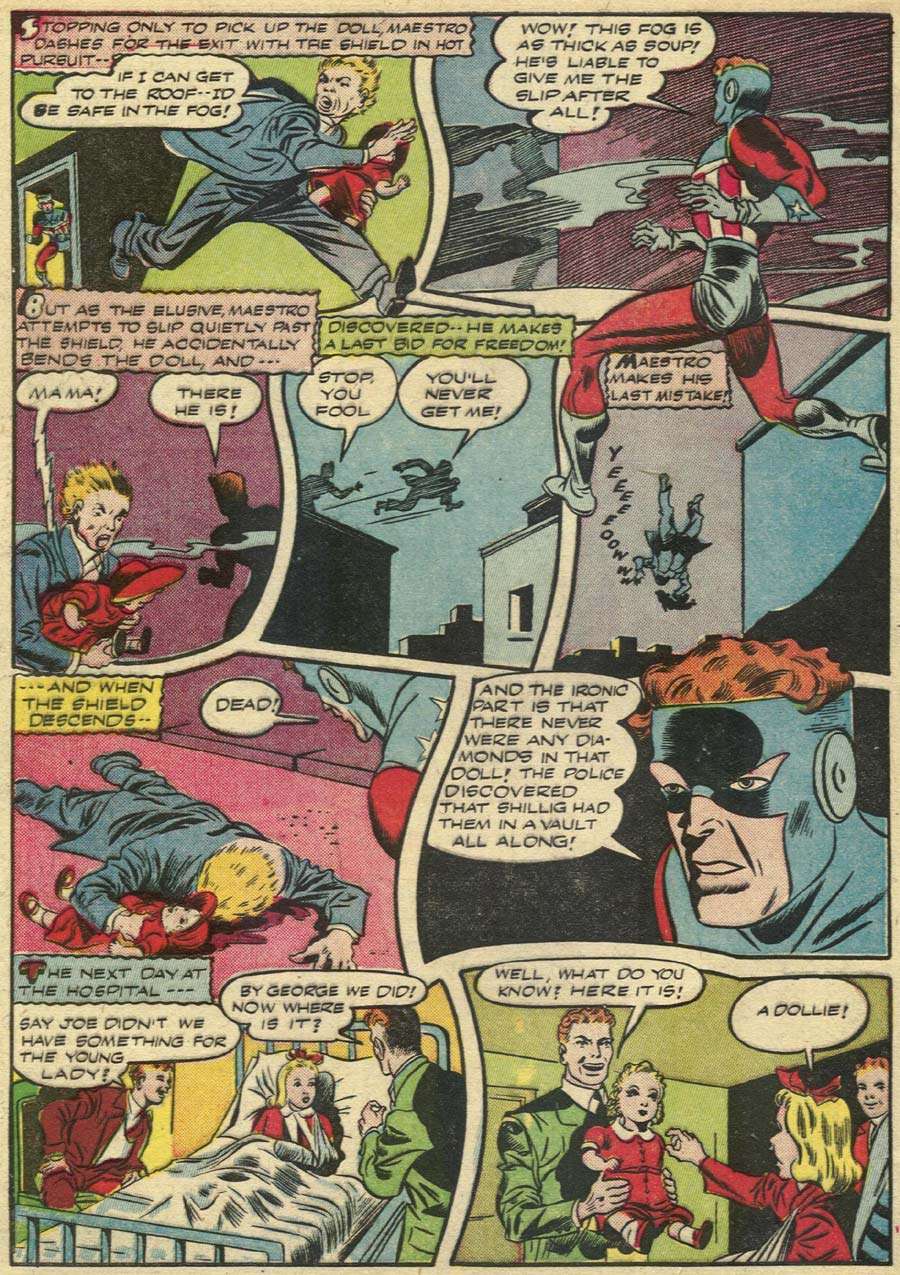 STOPPING ONLY TO PICK UP THE DOLL, MAESTRO
DASHES FOR THE EXIT WITH THE SHIELD IN HOT
PURSUIT--
IF I CAN GET
TO THE ROOF--I'D
BE SAFE IN THE FOG!
WOW! THIS FOG IS
AS THICK AS SOUP!
HE'S LIABLE TO
GIVE ME THE
SLIP AFTER
ALL!
BUT AS THE ELUSIVE, MAESTRO
ATTEMPTS TO SLIP QUIETLY PAST
THE SHIELD, HE ACCIDENTALLY
BENDS THE DOLL, AND---
MAMA!
THERE
HE IS!
DISCOVERED--HE MAKES
A LAST BID FOR FREEDOM!
STOP,
YOU
FOOL
YOU'LL
NEVER
GET ME!
MAESTRO
MAKES HIS
LAST MISTAKE!
YEEEEEOOWWW
---AND WHEN
THE SHIELD
DESCENDS--
DEAD!
AND THE IRONIC
PART IS THAT
THERE NEVER
WERE ANY DIA-
MONDS IN THAT
DOLL! THE POLICE
DISCOVERED
THAT SHILLIG HAD
THEM IN A VAULT
ALL ALONG!
THE NEXT DAY AT
THE HOSPITAL---
SAY JOE DIDN'T WE
HAVE SOMETHING FOR
THE YOUNG
LADY?
BY GEORGE WE DID!
NOW WHERE
IS IT?
WELL, WHAT DO YOU
KNOW? HERE IT IS!
A DOLLIE!